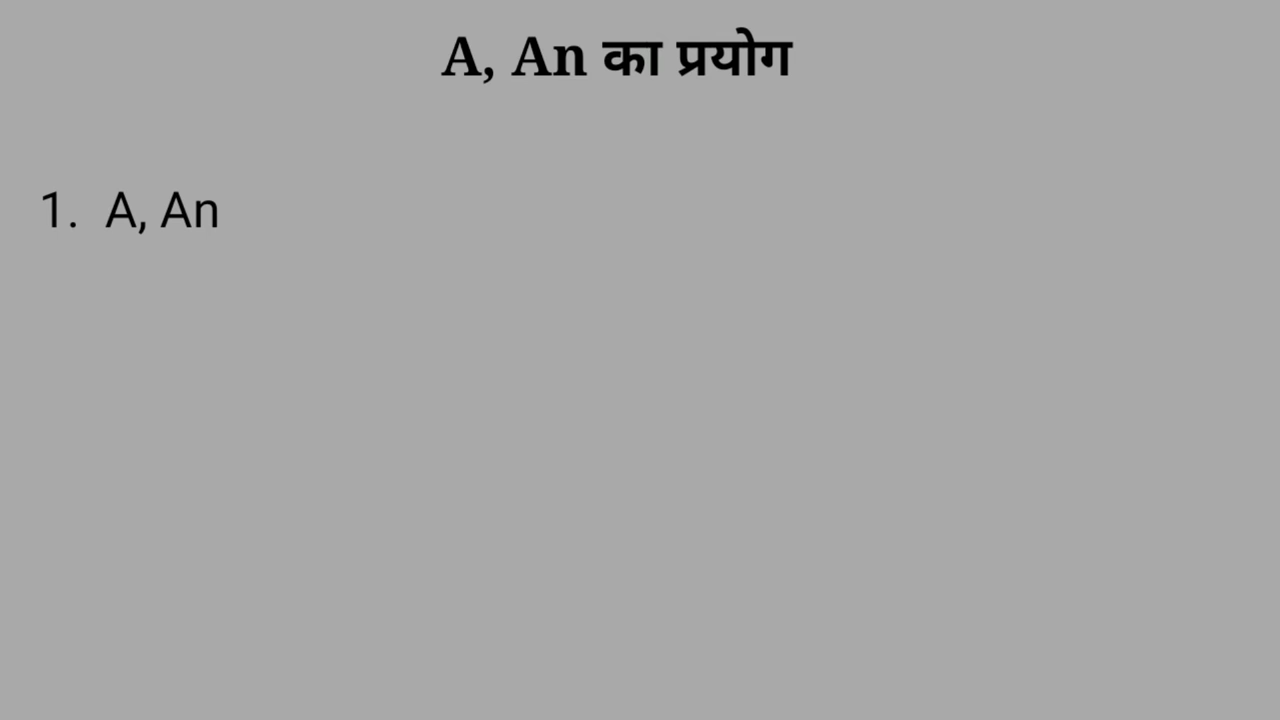 A, An का प्रयोग
1. A, An